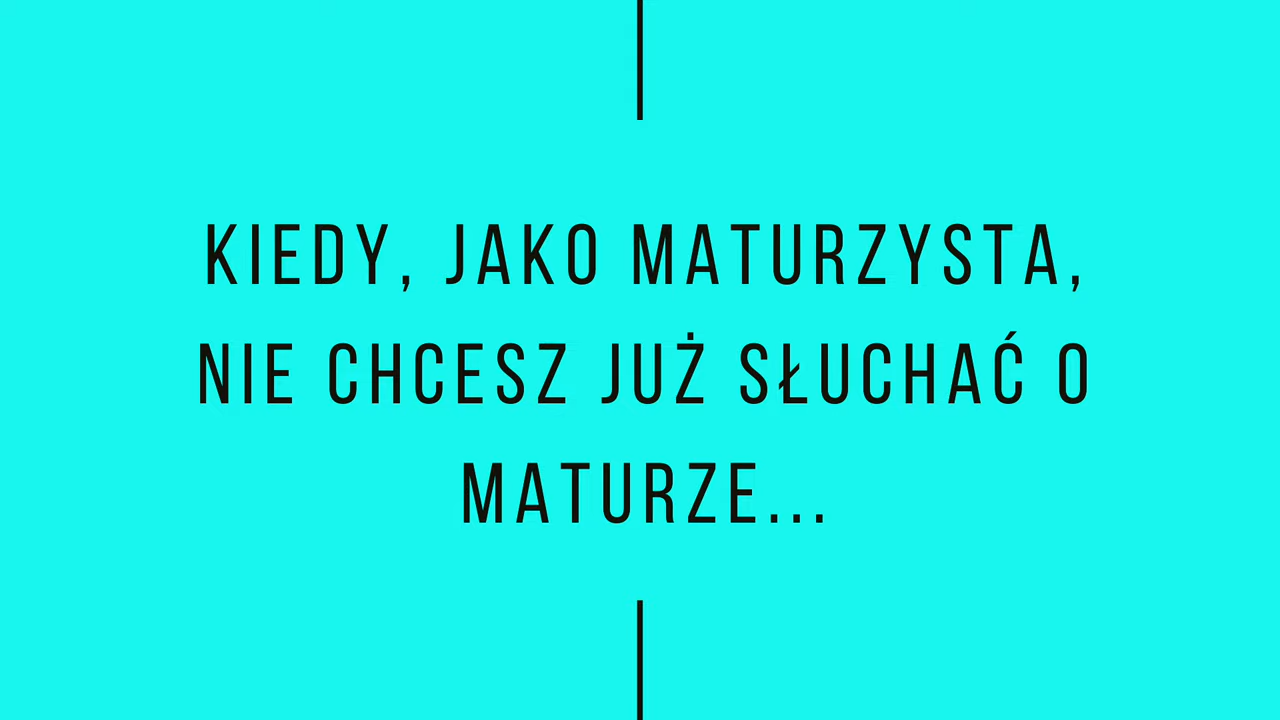 KIEDY, JAKO MATURZYSTA,
NIE CHCESZ JUŻ SŁUCHAĆ O
MATURZE...